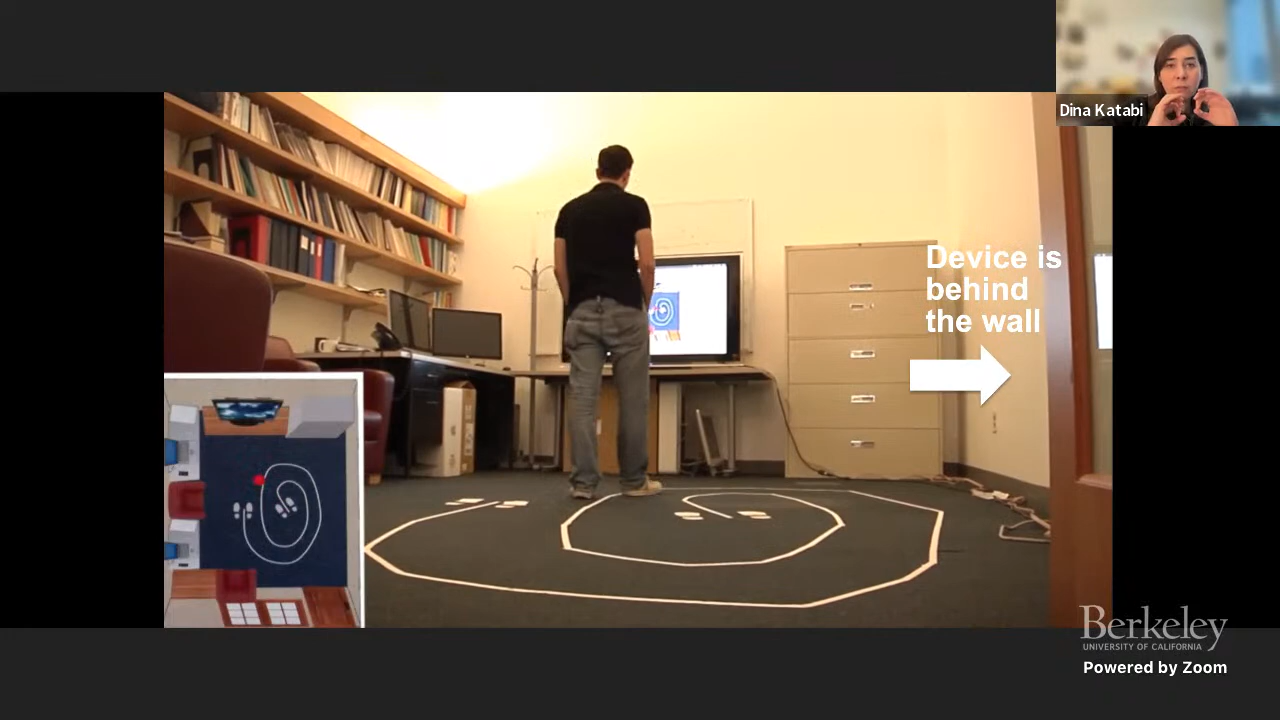 Dina Katabi
Device is
behind
the wall
Berkeley
UNIVERSITY OF CALIFORNIA
Powered by Zoom